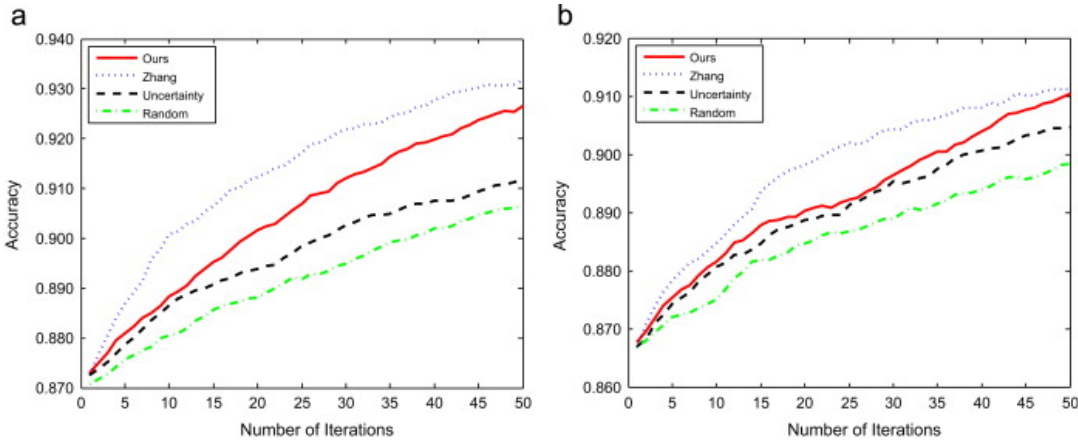 a
0.940
0.930
0.920
0.910
0.900
0.890
0.880
0.870
Accuracy
Ours
Zhang
Uncertainty
Random
0 5 10 15 20 25 30 35 40 45 50
Number of Iterations
b
0.920
0.910
0.900
0.890
0.880
0.870
0.860
Accuracy
Ours
Zhang
Uncertainty
Random
0 5 10 15 20 25 30 35 40 45 50
Number of Iterations